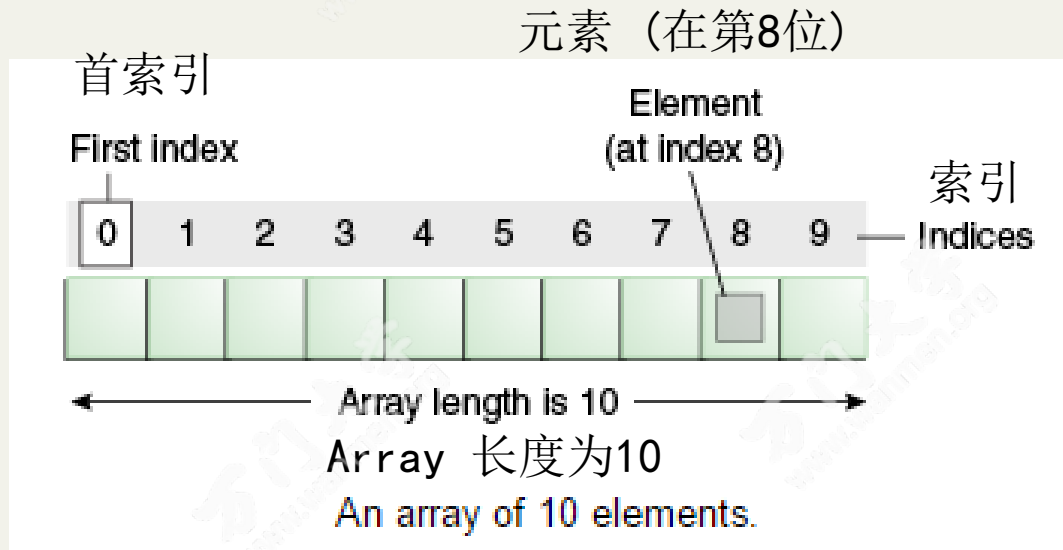 元素 (在第8位)
首索引
Element
First index
(at index 8)
索引
0 1 2 3 4 5 6 7 8 9
Indices
Array length is 10
Array 长度为10
An array of 10 elements.